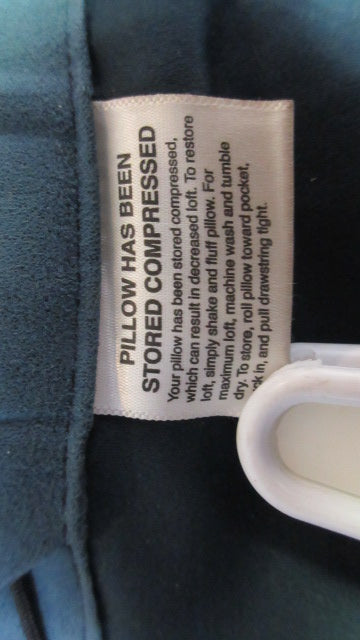 PILLOW HAS BEEN
STORED COMPRESSED
Your pillow has been stored compressed,
which can result in decreased loft. To restore
loft, simply shake and fluff pillow. For
maximum loft, machine wash and tumble
dry. To store, roll pillow toward pocket,
in, and pull drawstring tight.